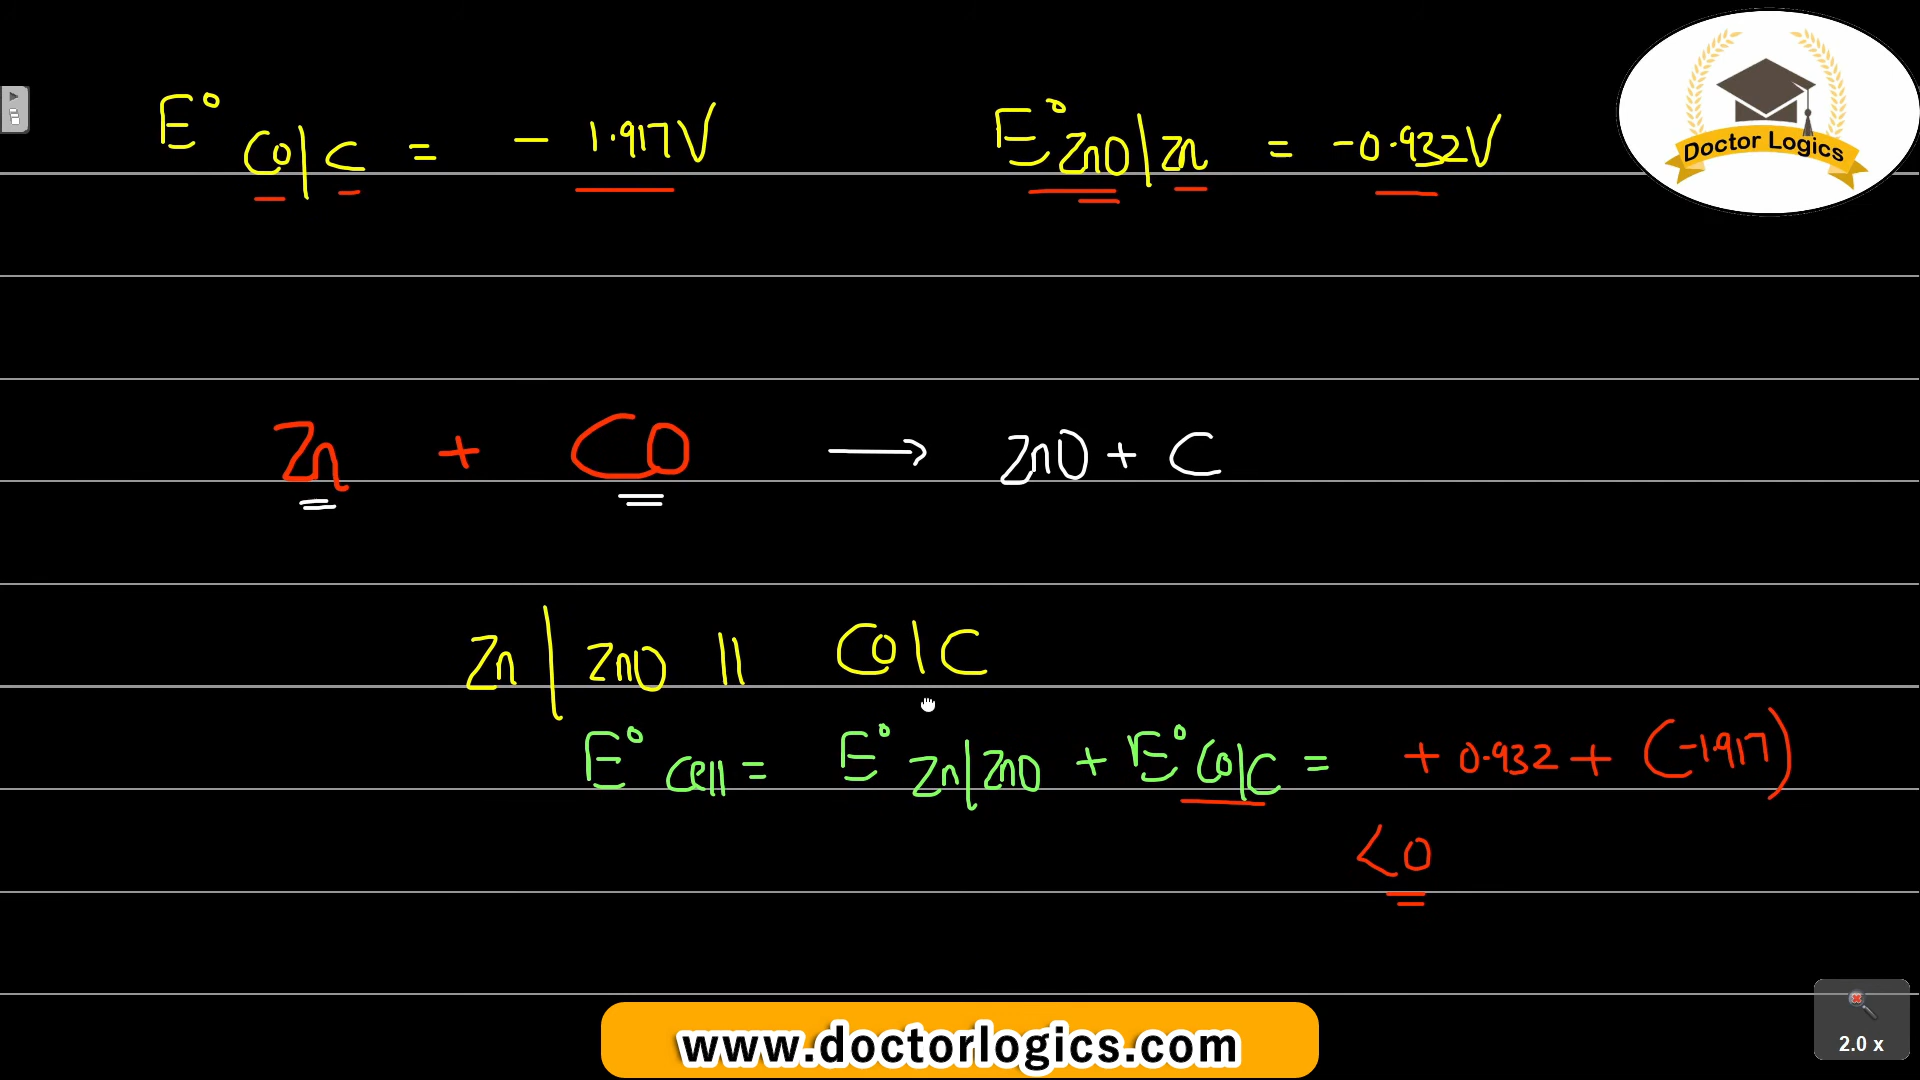 E° CO|C = - 1.917V
E° ZnO|Zn = -0.932V
Doctor Logics
Zn + CO → ZnO + C
Zn | ZnO || CO|C
E° Cell = E° Zn|ZnO + E° CO|C = + 0.932 + (-1.917)
<0
www.doctorlogics.com
2.0 x